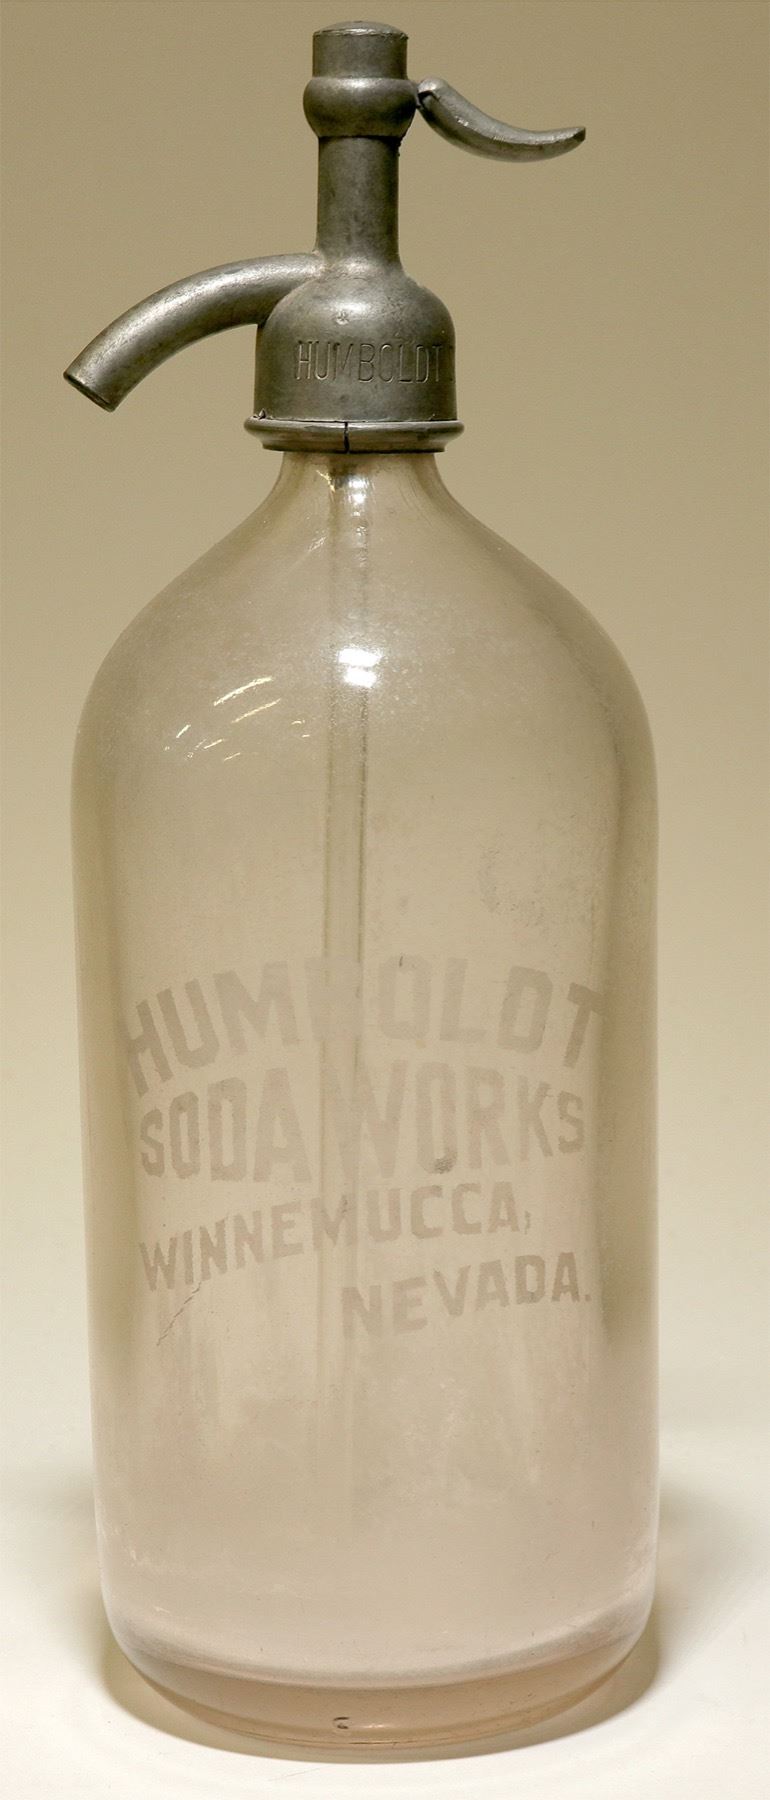 HUMBOLDT
HUMBOLDT
SODA WORKS
WINNEMUCCA,
NEVADA.